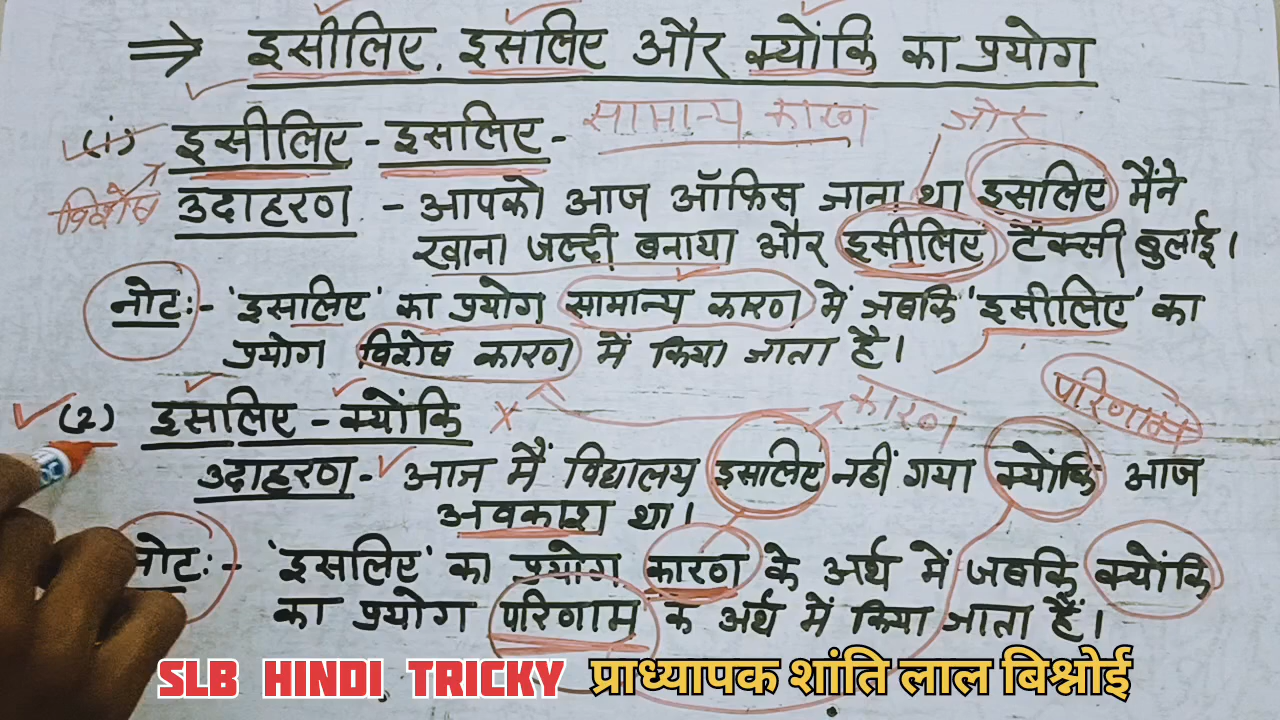 ⇒ इसीलिए, इसलिए और क्योंकि का प्रयोग
सामान्य कारण जोर
(i) इसीलिए - इसलिए -
विशेष
उदाहरण - आपको आज ऑफिस जाना था इसलिए मैंने
खाना जल्दी बनाया और इसीलिए टैक्सी बुलाई।
नोट:- 'इसलिए' का प्रयोग सामान्य कारण में जबकि 'इसीलिए' का
प्रयोग विशेष कारण में किया जाता है।
(2) इसलिए - क्योंकि
कारण परिणाम
उदाहरण - आज मैं विद्यालय इसलिए नहीं गया क्योंकि आज
अवकाश था।
नोट:- 'इसलिए' का प्रयोग कारण के अर्थ में जबकि क्योंकि
का प्रयोग परिणाम के अर्थ में किया जाता हैं।
SLB HINDI TRICKY प्राध्यापक शांति लाल बिश्नोई